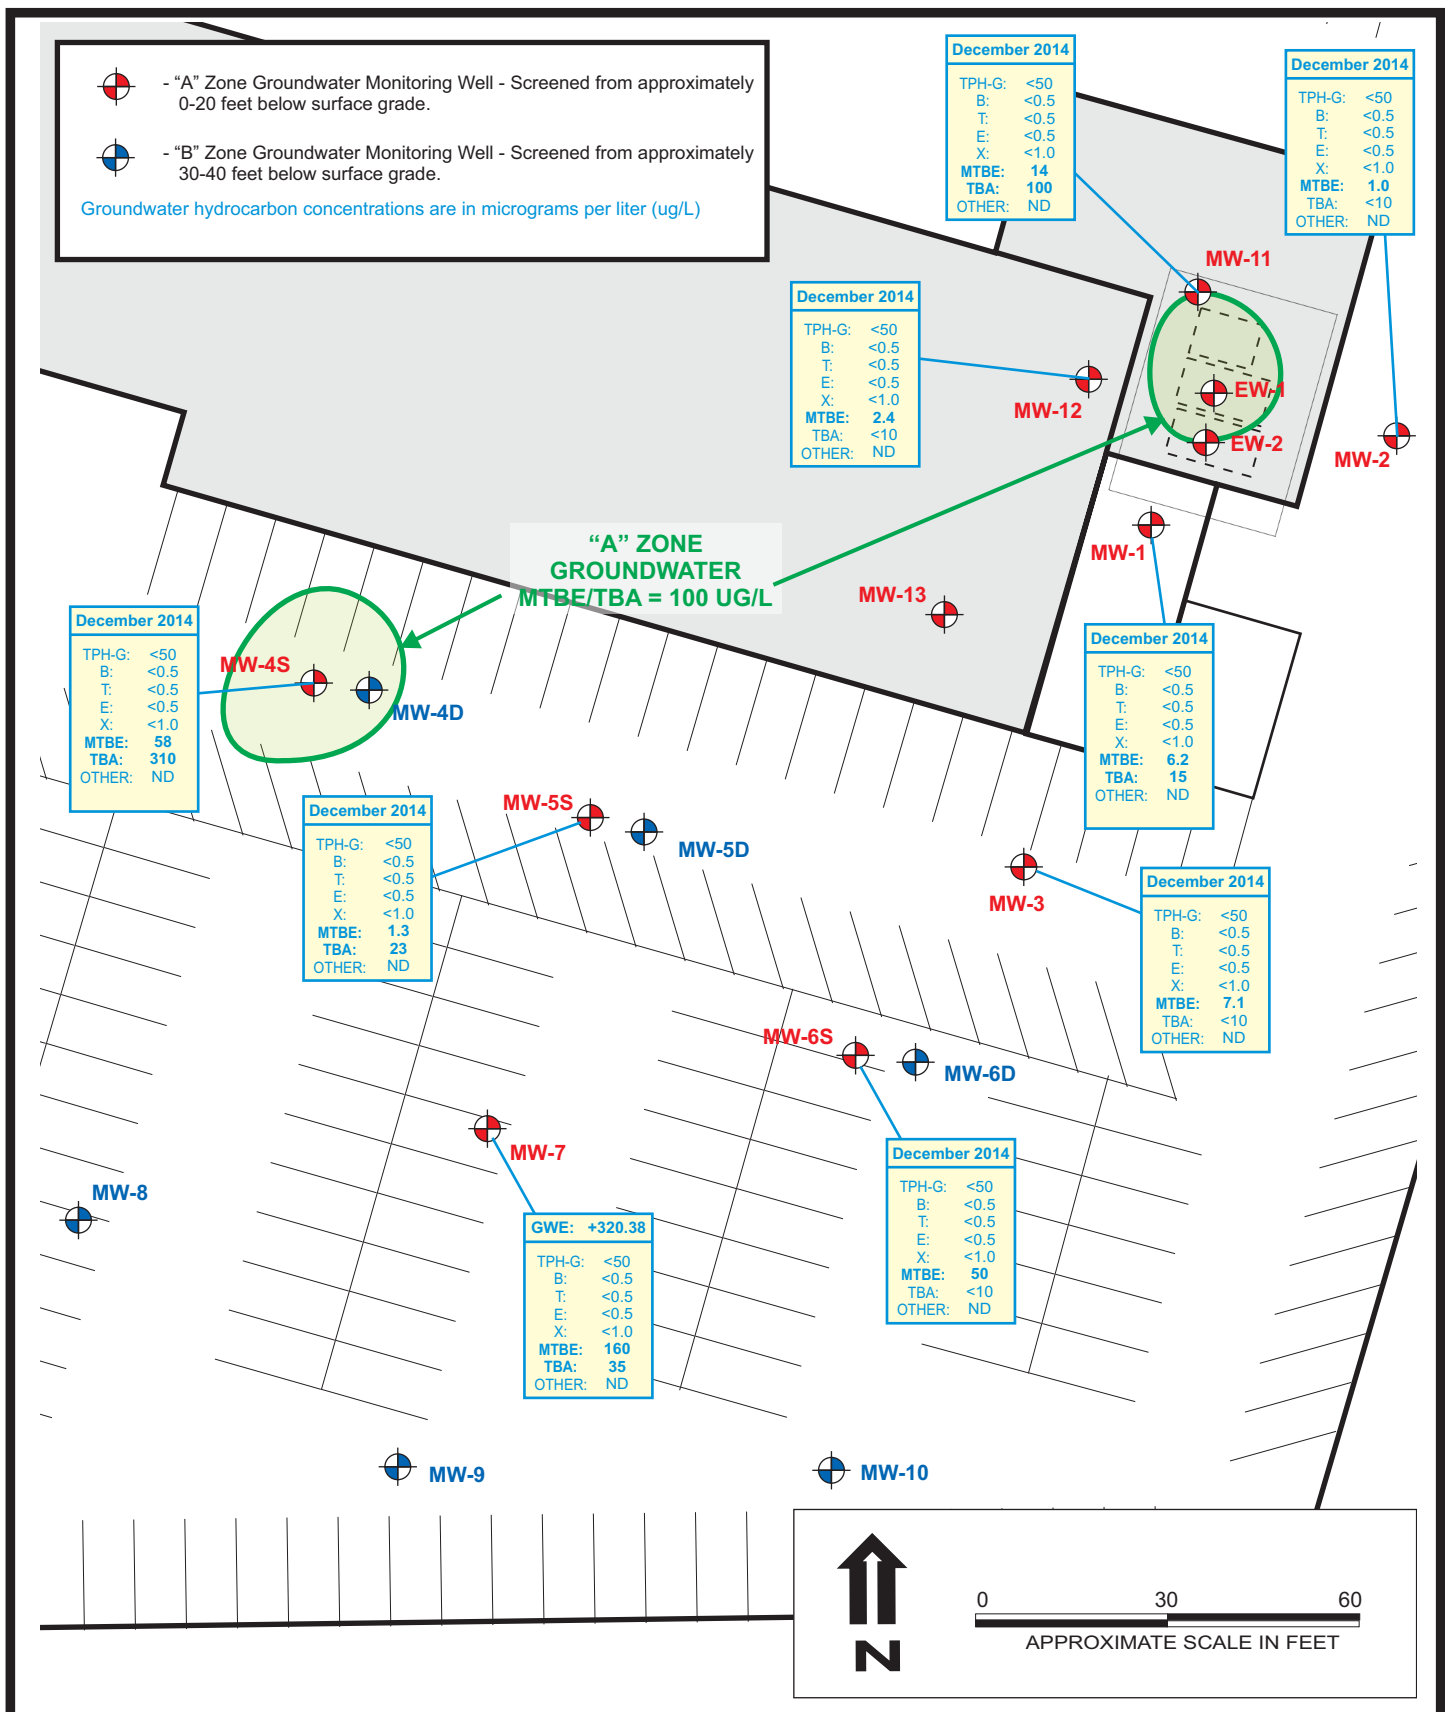 - “A” Zone Groundwater Monitoring Well - Screened from approximately
0-20 feet below surface grade.
- “B” Zone Groundwater Monitoring Well - Screened from approximately
30-40 feet below surface grade.
Groundwater hydrocarbon concentrations are in micrograms per liter (ug/L)
December 2014
TPH-G: <50
B: <0.5
T: <0.5
E: <0.5
X: <1.0
MTBE: 14
TBA: 100
OTHER: ND
December 2014
TPH-G: <50
B: <0.5
T: <0.5
E: <0.5
X: <1.0
MTBE: 1.0
TBA: <10
OTHER: ND
MW-11
December 2014
TPH-G: <50
B: <0.5
T: <0.5
E: <0.5
X: <1.0
MTBE: 2.4
TBA: <10
OTHER: ND
MW-12
EW-1
EW-2
MW-2
MW-1
“A” ZONE
GROUNDWATER
MTBE/TBA = 100 UG/L
MW-13
December 2014
TPH-G: <50
B: <0.5
T: <0.5
E: <0.5
X: <1.0
MTBE: 58
TBA: 310
OTHER: ND
MW-4S
MW-4D
December 2014
TPH-G: <50
B: <0.5
T: <0.5
E: <0.5
X: <1.0
MTBE: 6.2
TBA: 15
OTHER: ND
December 2014
TPH-G: <50
B: <0.5
T: <0.5
E: <0.5
X: <1.0
MTBE: 1.3
TBA: 23
OTHER: ND
MW-5S
MW-5D
MW-3
December 2014
TPH-G: <50
B: <0.5
T: <0.5
E: <0.5
X: <1.0
MTBE: 7.1
TBA: <10
OTHER: ND
MW-6S
MW-6D
MW-7
December 2014
TPH-G: <50
B: <0.5
T: <0.5
E: <0.5
X: <1.0
MTBE: 50
TBA: <10
OTHER: ND
MW-8
GWE: +320.38
TPH-G: <50
B: <0.5
T: <0.5
E: <0.5
X: <1.0
MTBE: 160
TBA: 35
OTHER: ND
MW-9
MW-10
N
0 30 60
APPROXIMATE SCALE IN FEET